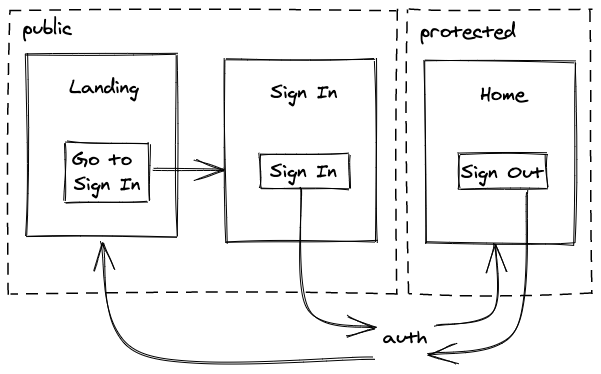 public
protected
Landing
Go to
Sign In
Sign In
Sign In
Home
Sign Out
auth